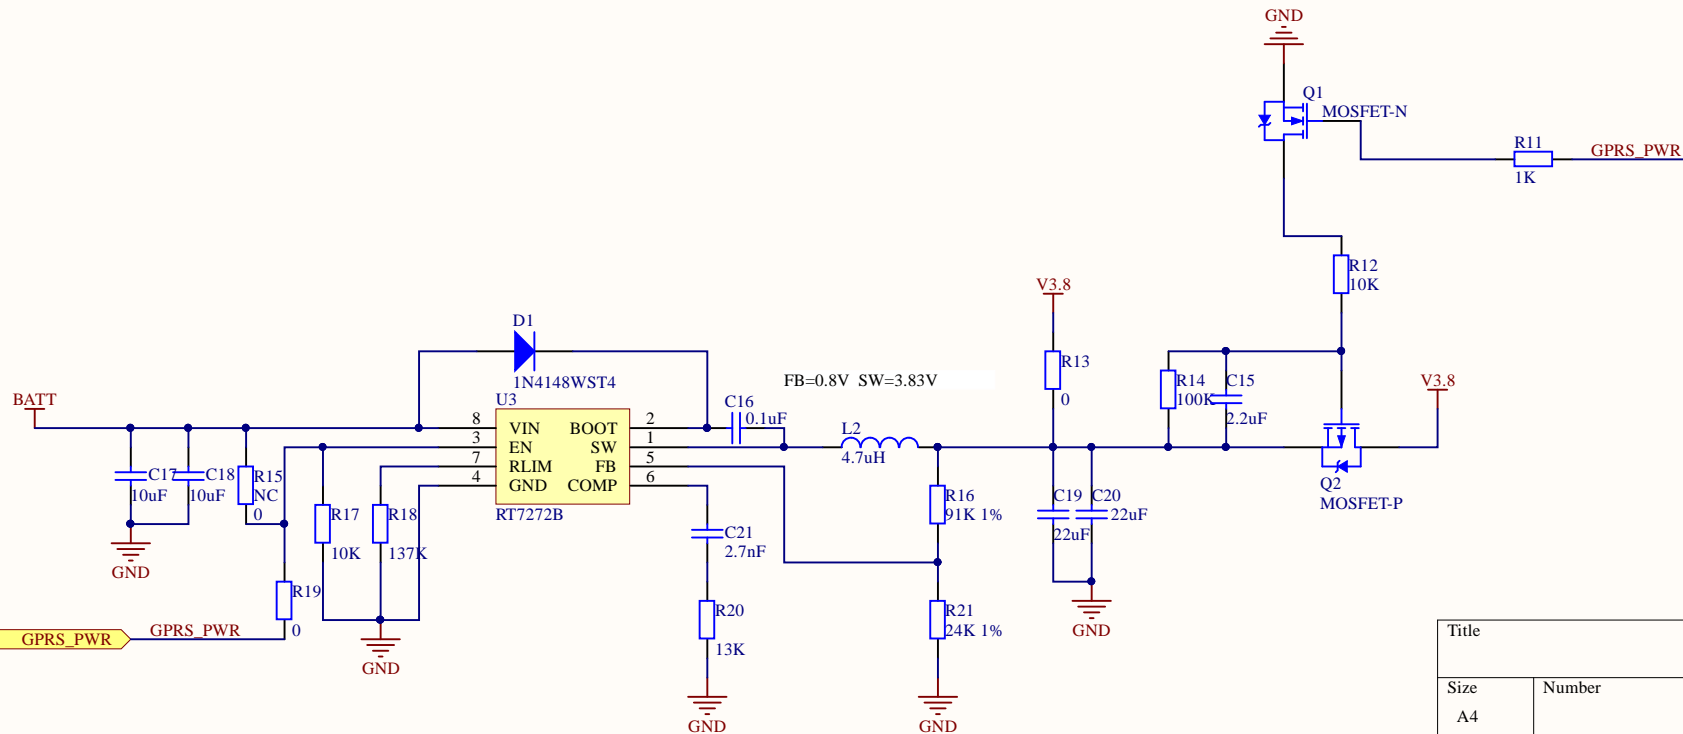 GND
Q1
MOSFET-N
R11
GPRS_PWR
1K
R12
10K
V3.8
D1
R13
1N4148WST4
FB=0.8V SW=3.83V
R14
C15
V3.8
BATT
U3
C16
0
100K
2.2uF
0.1uF
8
VIN
BOOT
2
L2
3
EN
SW
1
4.7uH
7
RLIM
FB
5
4
GND
COMP
6
C17
C18
R15
10uF
10uF
NC
0
RT7272B
Q2
MOSFET-P
R16
91K 1%
C19
C20
22uF
22uF
R17
R18
10K
137K
C21
2.7nF
GND
R19
0
R20
13K
R21
24K 1%
GND
GPRS_PWR
GPRS_PWR
GND
GND
GND
Title
Size
Number
A4